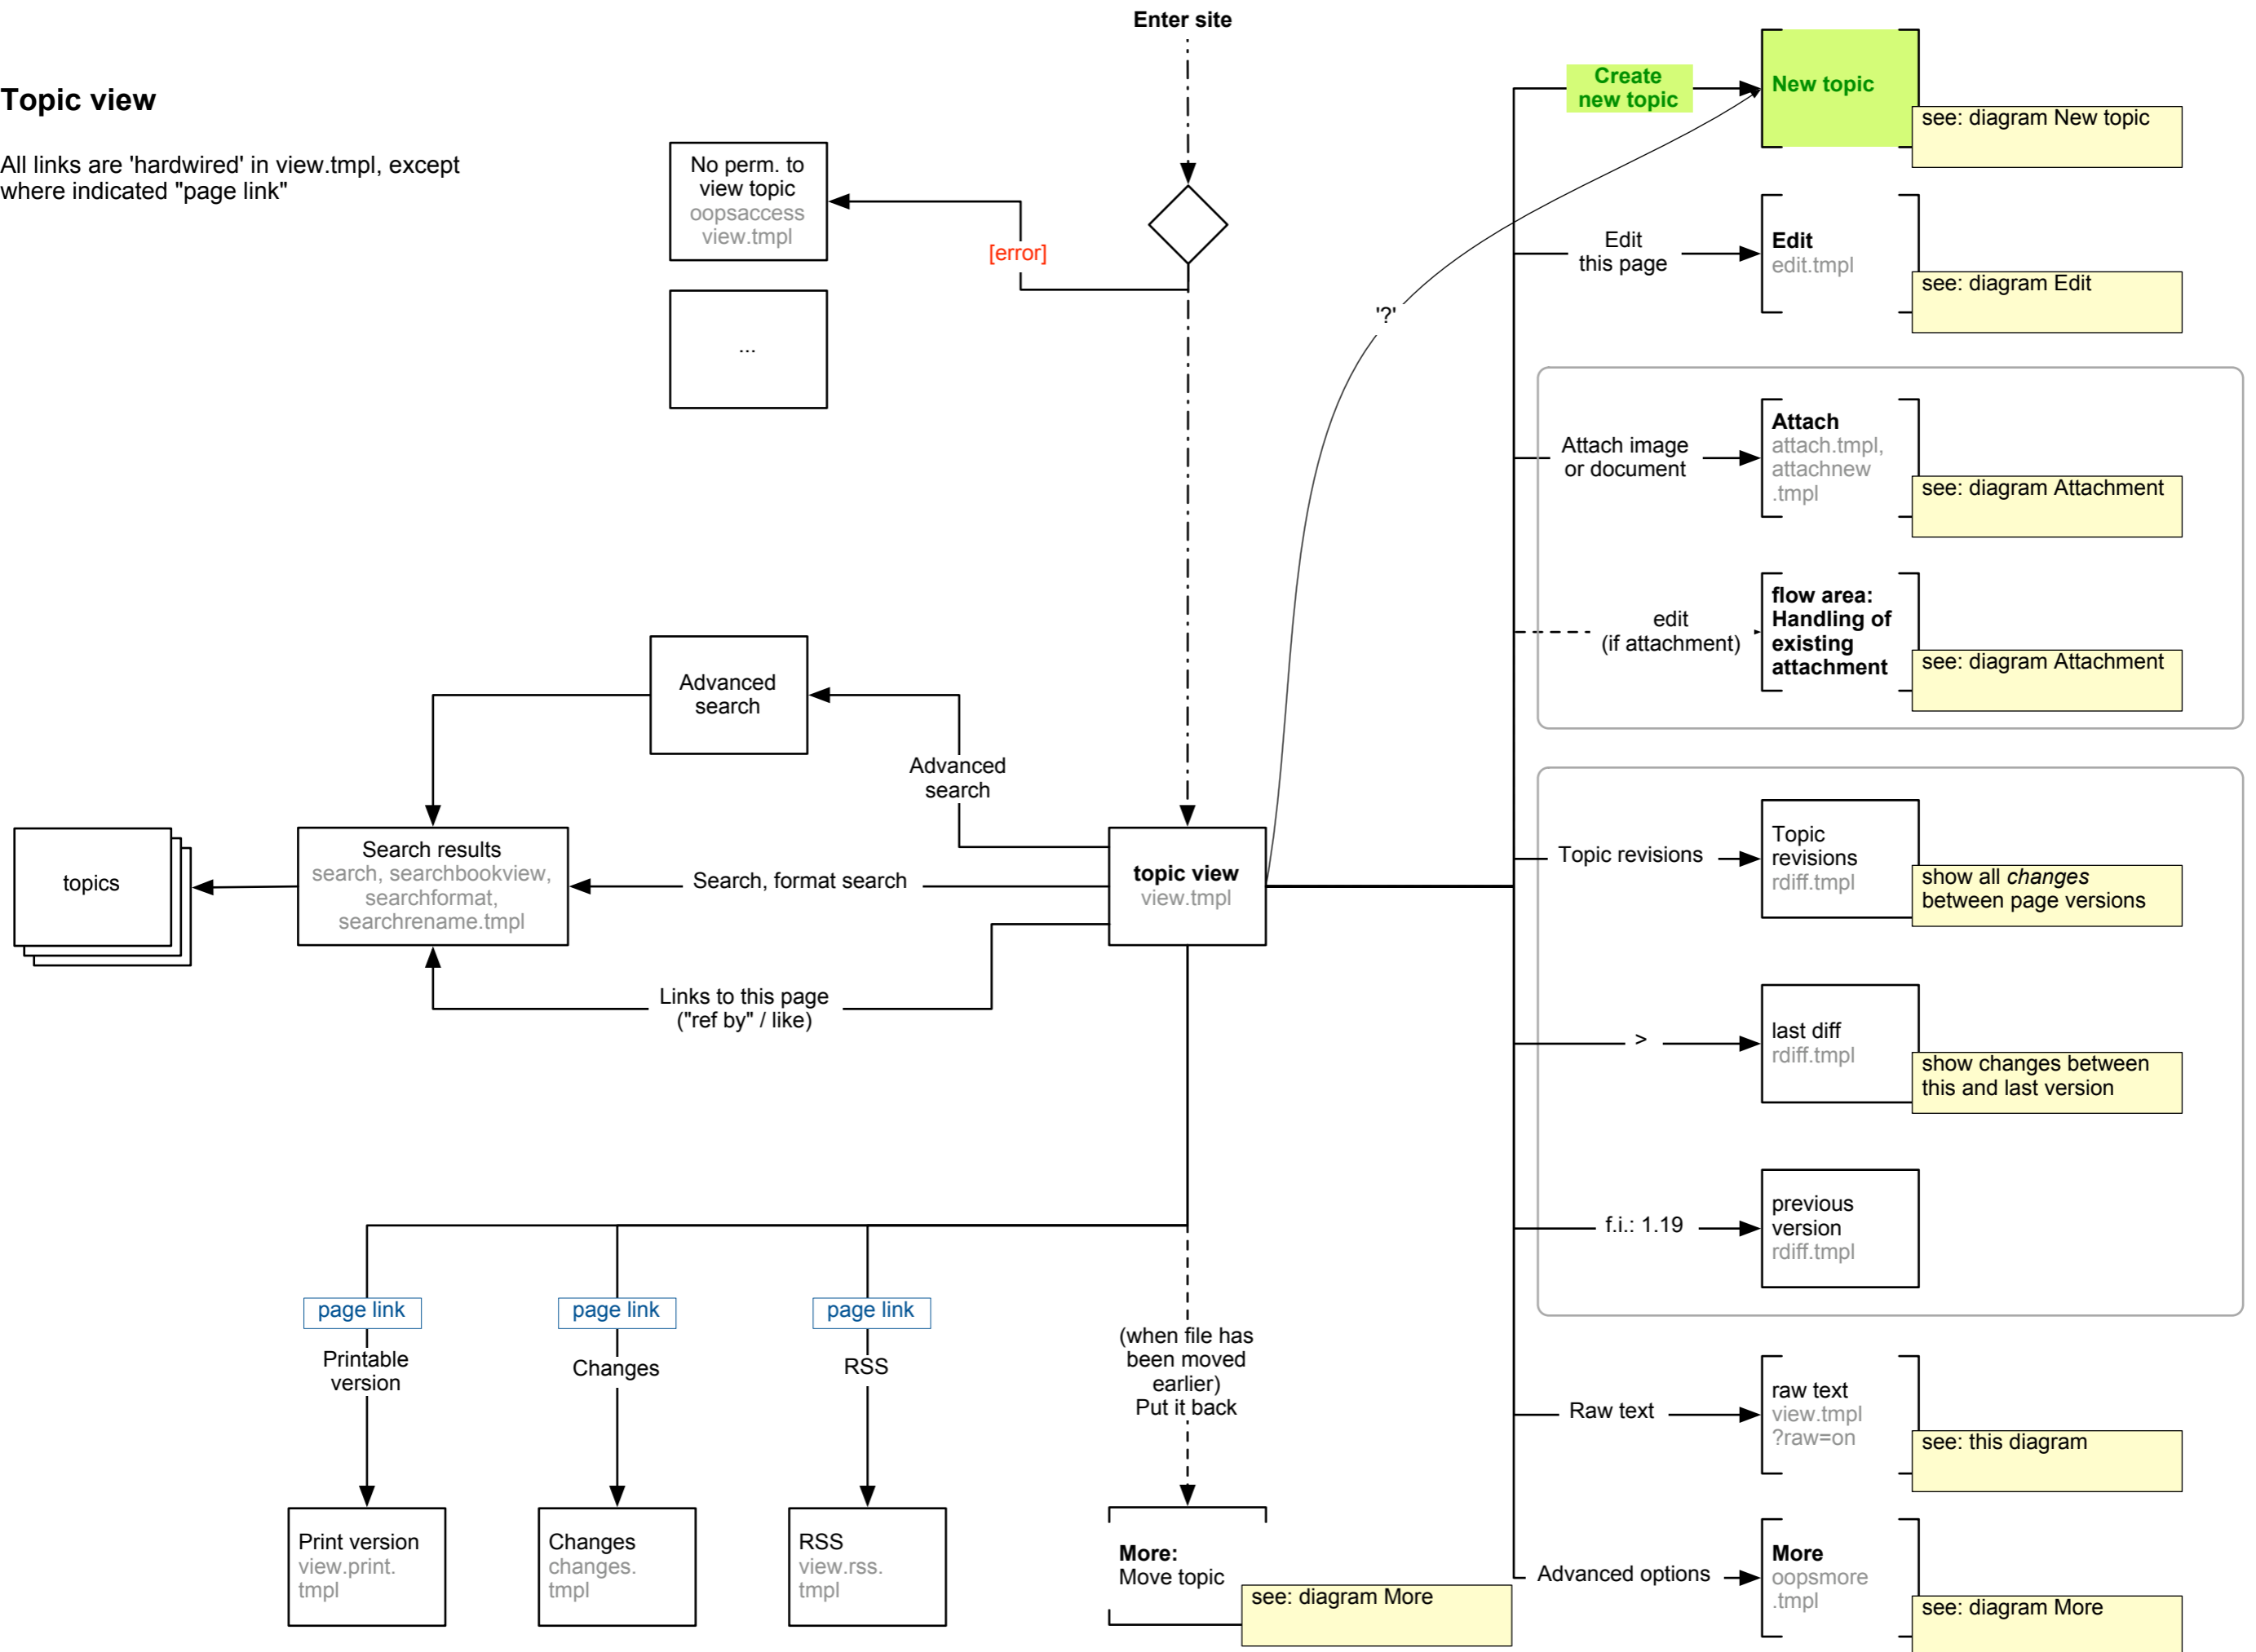 Enter site
Topic view
All links are 'hardwired' in view.tmpl, except
where indicated "page link"
No perm. to
view topic
oopsaccess
view.tmpl
[error]
...
Create
new topic
New topic
see: diagram New topic
Edit
this page
Edit
edit.tmpl
see: diagram Edit
'?'
Attach image
or document
Attach
attach.tmpl,
attachnew
.tmpl
see: diagram Attachment
edit
(if attachment)
flow area:
Handling of
existing
attachment
see: diagram Attachment
Advanced
search
Advanced
search
topics
Search results
search, searchbookview,
searchformat,
searchrename.tmpl
Search, format search
topic view
view.tmpl
Links to this page
("ref by" / like)
Topic revisions
Topic
revisions
rdiff.tmpl
show all changes
between page versions
>
last diff
rdiff.tmpl
show changes between
this and last version
f.i.: 1.19
previous
version
rdiff.tmpl
page link
Printable
version
page link
Changes
page link
RSS
(when file has
been moved
earlier)
Put it back
Raw text
raw text
view.tmpl
?raw=on
see: this diagram
Print version
view.print.
tmpl
Changes
changes.
tmpl
RSS
view.rss.
tmpl
More:
Move topic
see: diagram More
Advanced options
More
oopsmore
.tmpl
see: diagram More